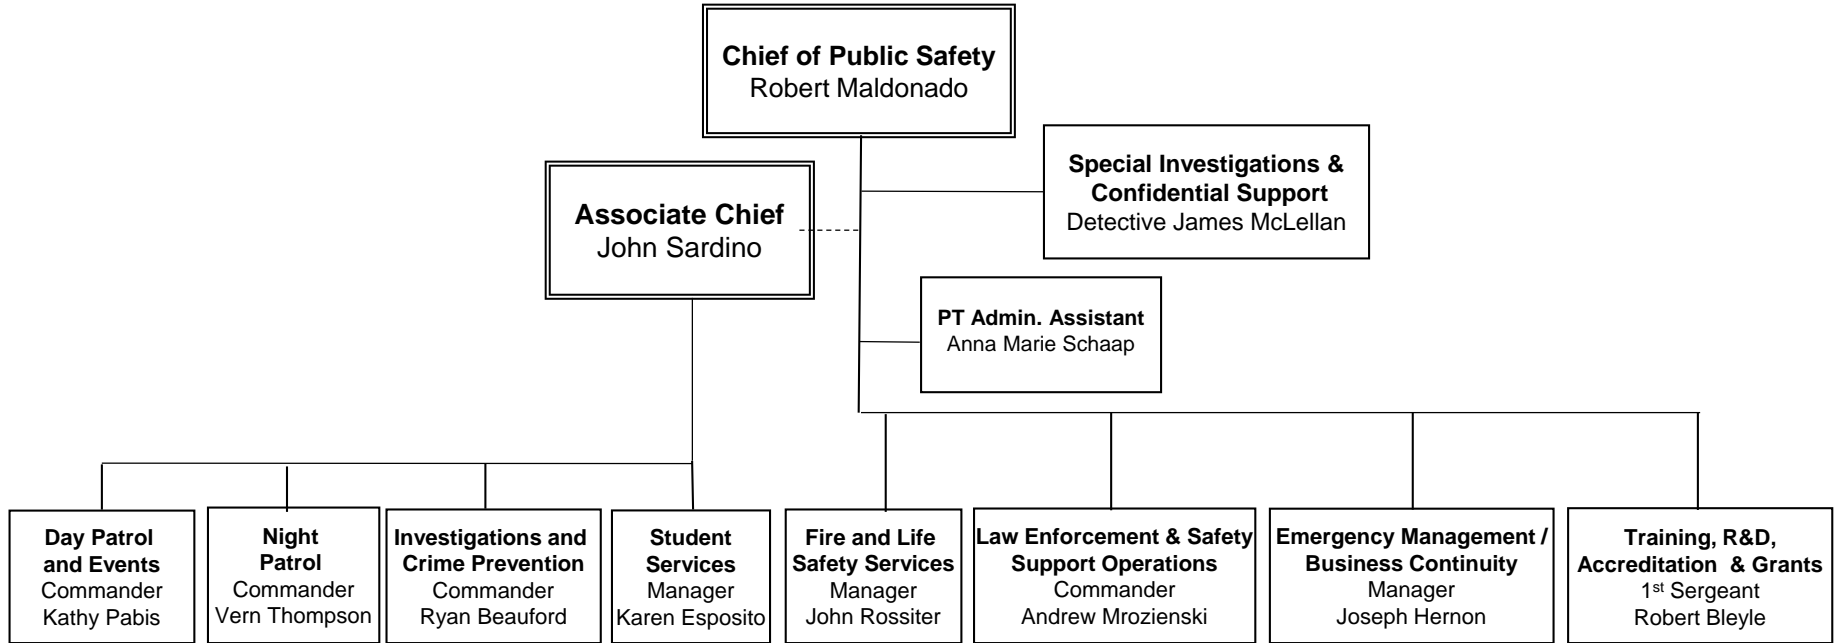 Chief of Public Safety
Robert Maldonado
Special Investigations &
Confidential Support
Detective James McLellan
Associate Chief
John Sardino
PT Admin. Assistant
Anna Marie Schaap
Day Patrol
and Events
Commander
Kathy Pabis
Night
Patrol
Commander
Vern Thompson
Investigations and
Crime Prevention
Commander
Ryan Beauford
Student
Services
Manager
Karen Esposito
Fire and Life
Safety Services
Manager
John Rossiter
Law Enforcement & Safety
Support Operations
Commander
Andrew Mrozienski
Emergency Management /
Business Continuity
Manager
Joseph Hernon
Training, R&D,
Accreditation & Grants
1st Sergeant
Robert Bleyle